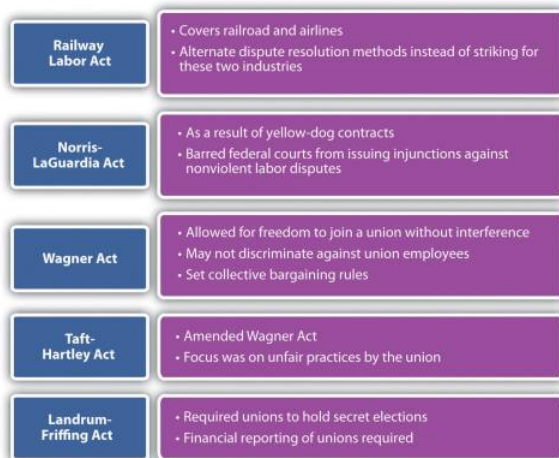 Railway
Labor Act
• Covers railroad and airlines
• Alternate dispute resolution methods instead of striking for
these two industries
Norris-
LaGuardia Act
• As a result of yellow-dog contracts
• Barred federal courts from issuing injunctions against
nonviolent labor disputes
Wagner Act
• Allowed for freedom to join a union without interference
• May not discriminate against union employees
• Set collective bargaining rules
Taft-
Hartley Act
• Amended Wagner Act
• Focus was on unfair practices by the union
Landrum-
Friffing Act
• Required unions to hold secret elections
• Financial reporting of unions required